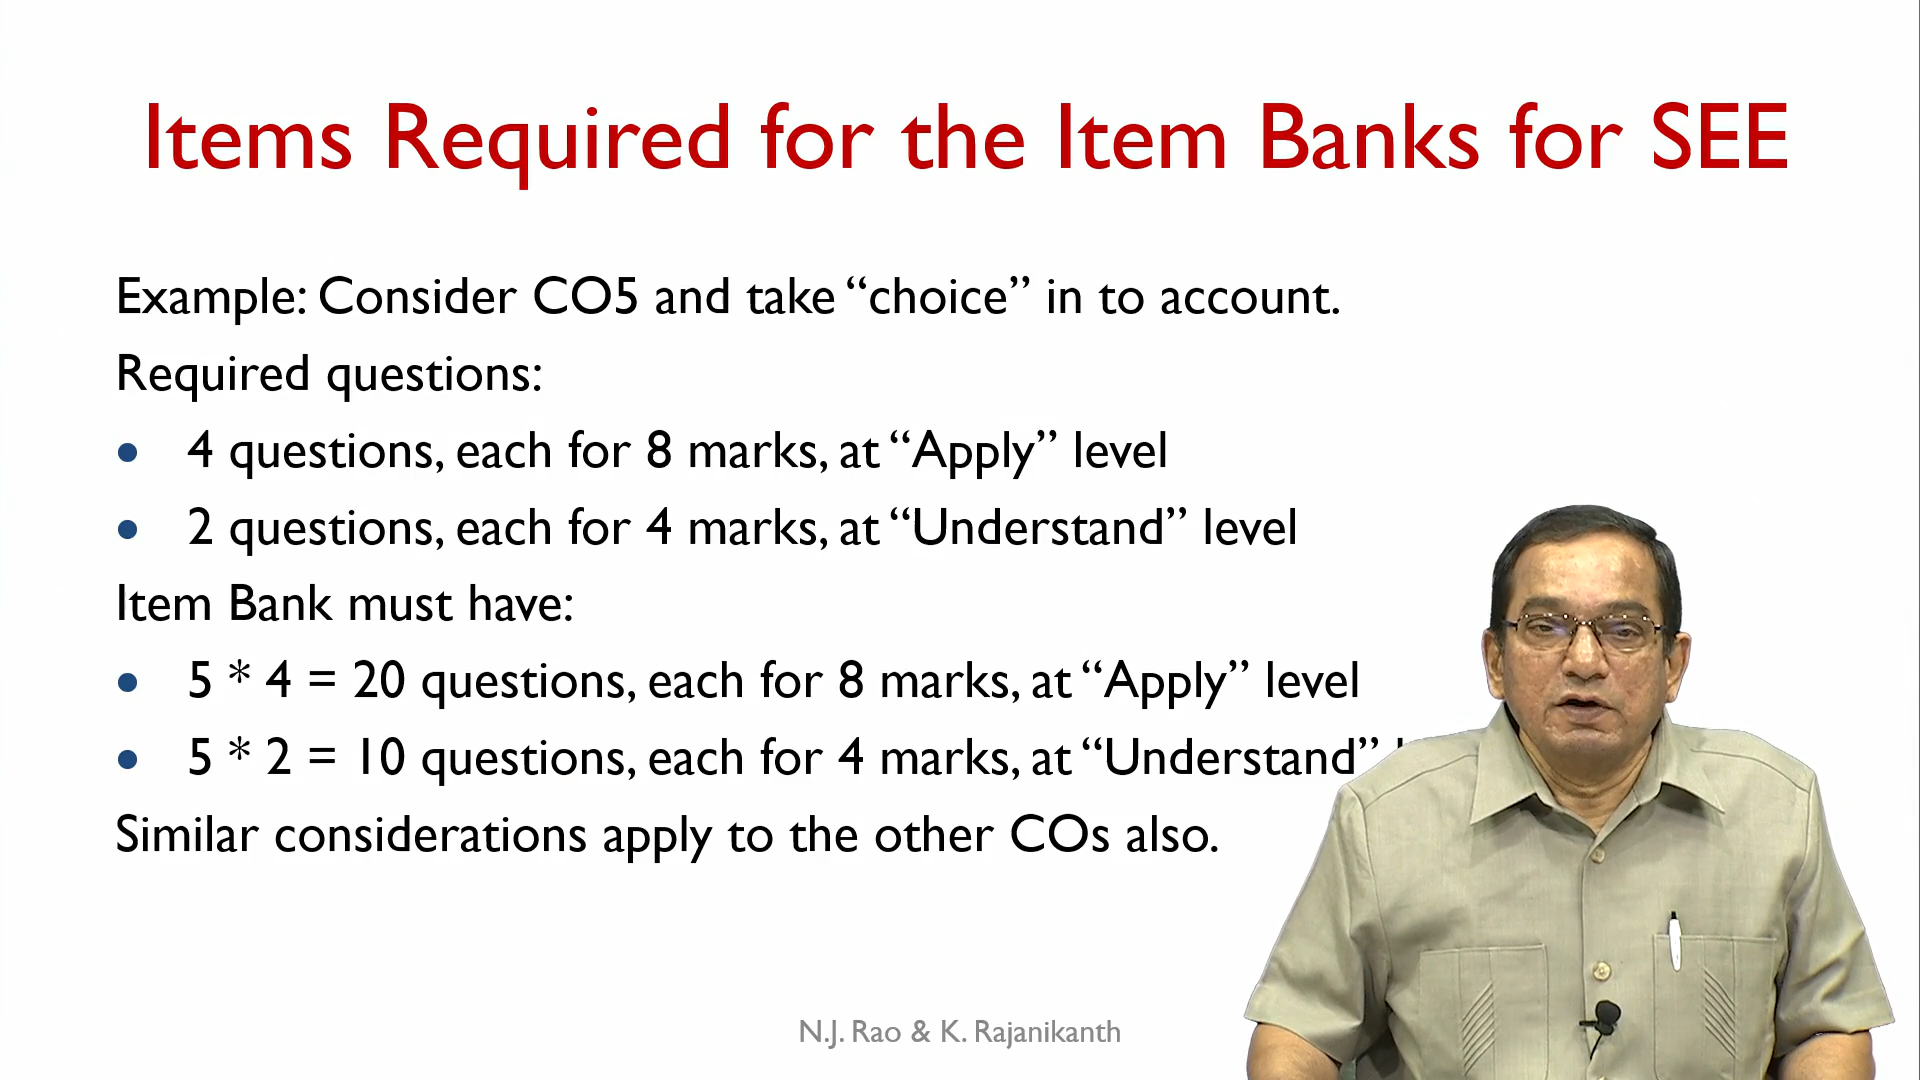 Items Required for the Item Banks for SEE
Example: Consider CO5 and take “choice” in to account.
Required questions:
• 4 questions, each for 8 marks, at “Apply” level
• 2 questions, each for 4 marks, at “Understand” level
Item Bank must have:
• 5 * 4 = 20 questions, each for 8 marks, at “Apply” level
• 5 * 2 = 10 questions, each for 4 marks, at “Understand”
Similar considerations apply to the other COs also.
N.J. Rao & K. Rajanikanth